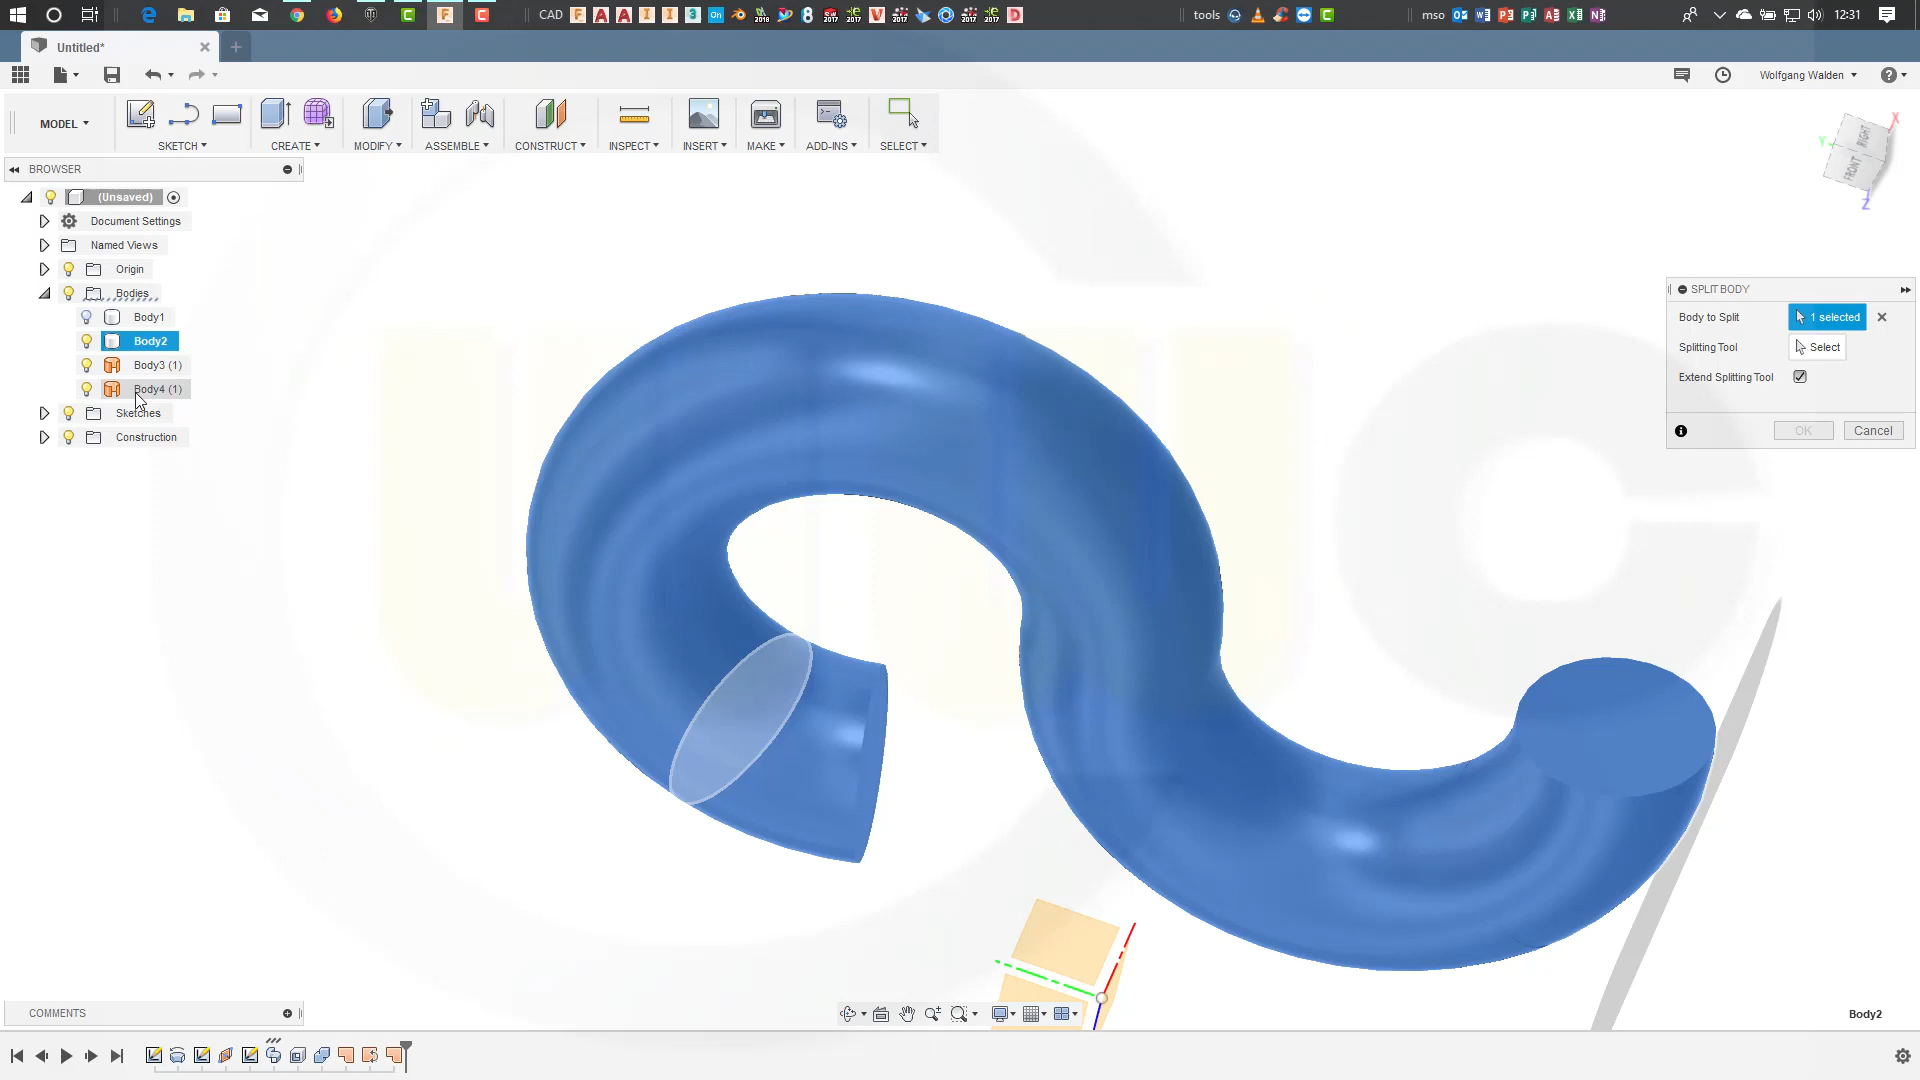 CAD
tools
mso
12:31
Untitled*
Wolfgang Walden
MODEL
SKETCH
CREATE
MODIFY
ASSEMBLE
CONSTRUCT
INSPECT
INSERT
MAKE
ADD-INS
SELECT
X
Y
RIGHT
FRONT
Z
BROWSER
(Unsaved)
Document Settings
Named Views
Origin
Bodies
Body1
Body2
Body3 (1)
Body4 (1)
Sketches
Construction
SPLIT BODY
Body to Split
1 selected
Splitting Tool
Select
Extend Splitting Tool
OK
Cancel
COMMENTS
Body2